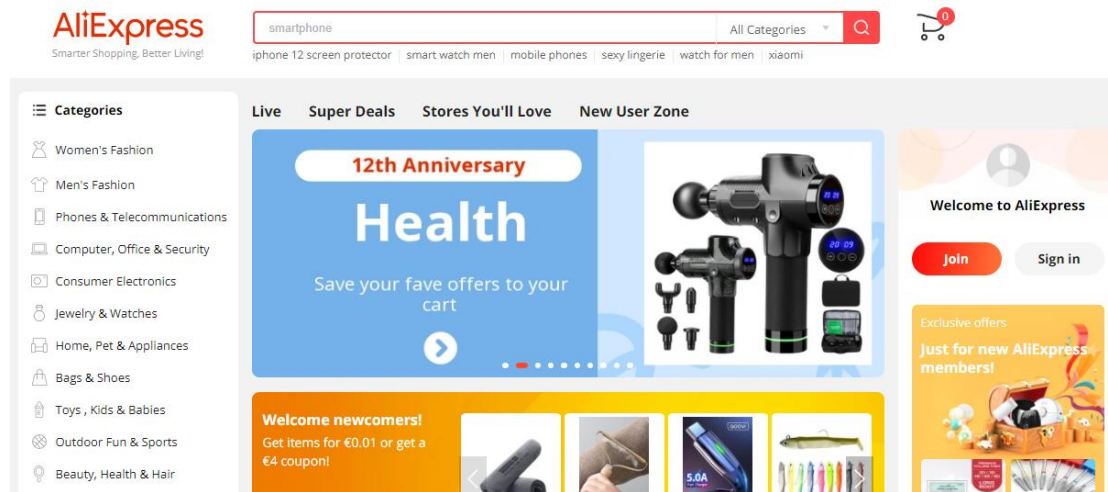 AliExpress
Smarter Shopping, Better Living!
smartphone
All Categories
0
iphone 12 screen protector
smart watch men
mobile phones
sexy lingerie
watch for men
xiaomi
Categories
Women's Fashion
Men's Fashion
Phones & Telecommunications
Computer, Office & Security
Consumer Electronics
Jewelry & Watches
Home, Pet & Appliances
Bags & Shoes
Toys , Kids & Babies
Outdoor Fun & Sports
Beauty, Health & Hair
Live
Super Deals
Stores You'll Love
New User Zone
12th Anniversary
Health
Save your fave offers to your
cart
20 09
Welcome newcomers!
Get items for €0.01 or get a
€4 coupon!
5.0A
Welcome to AliExpress
Join
Sign in
Exclusive offers
Just for new AliExpress
members!